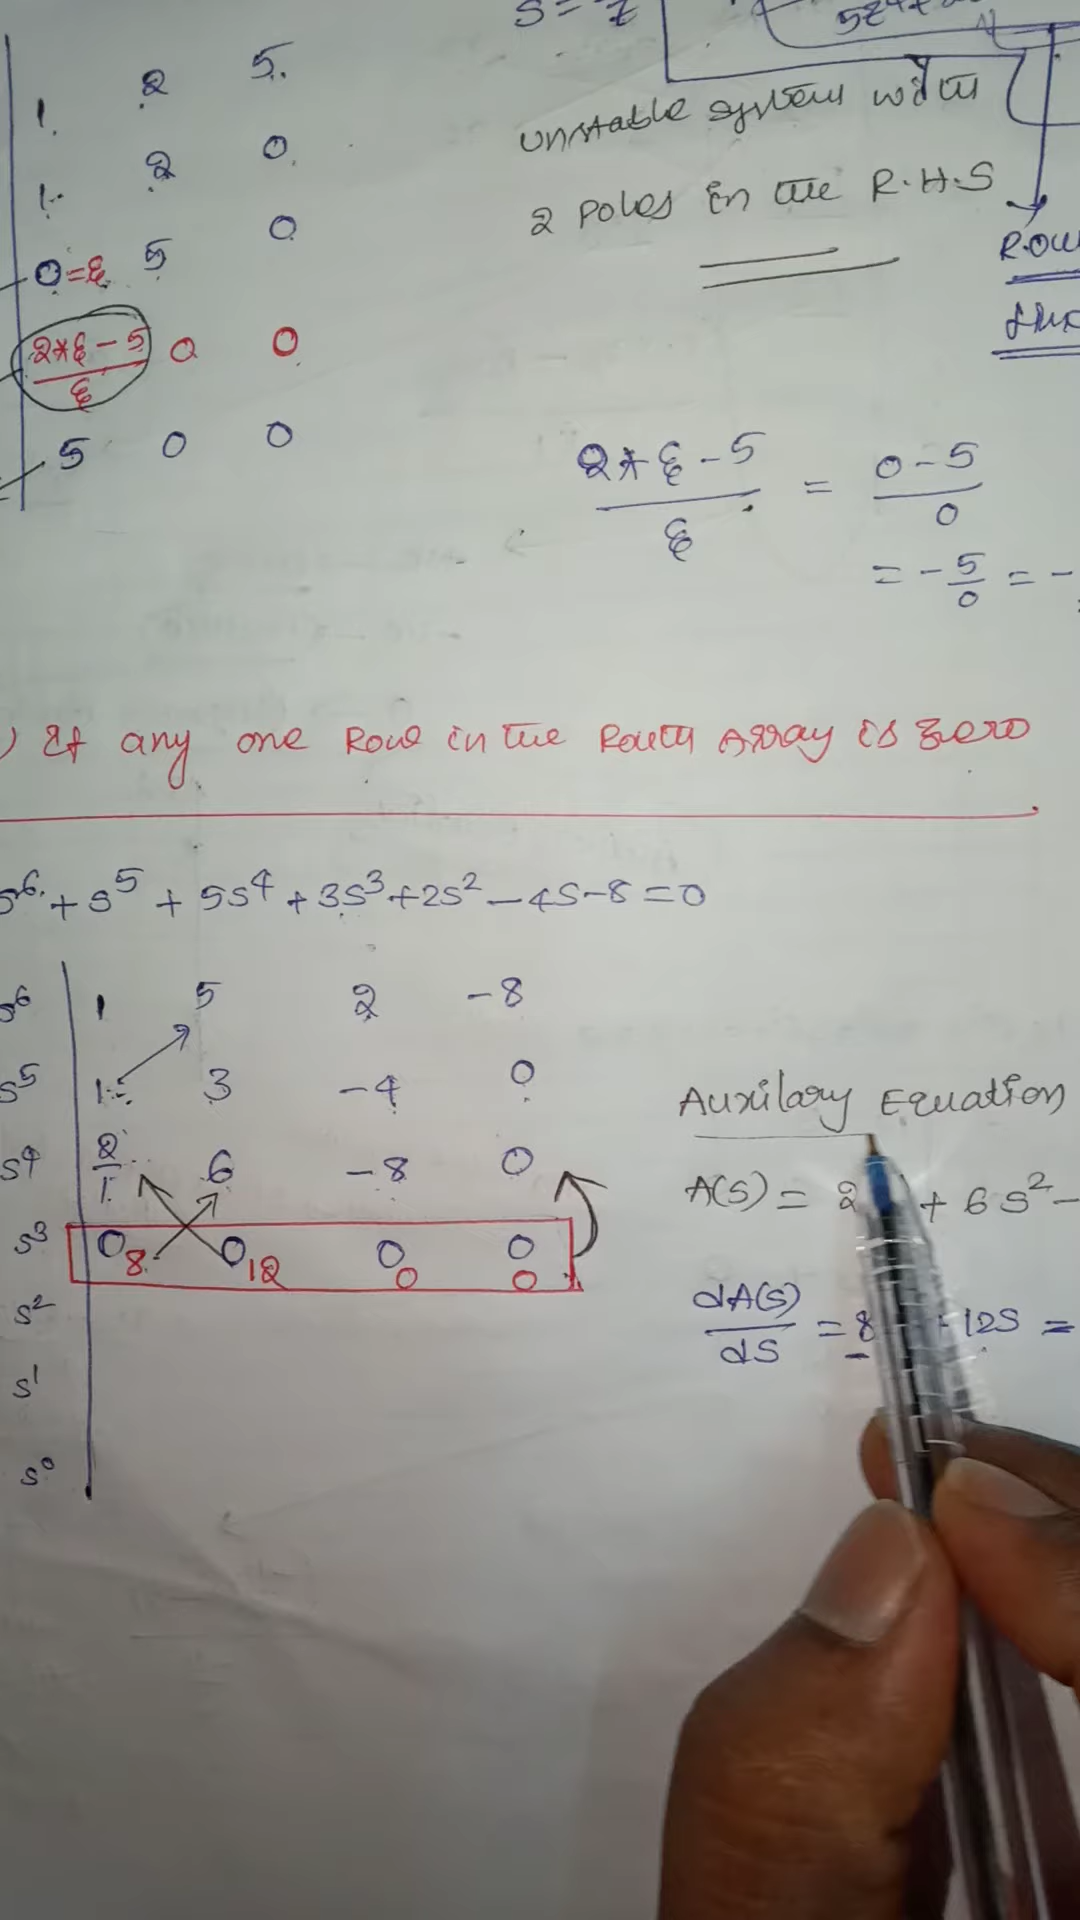 1. 2 5.
1. 2 0.
0=ε 5 0
2*ε-5/ε 0 0
5 0 0
unstable system with
2 poles in the R.H.S
2*ε-5/ε = 0-5/0
= -5/0 = -
) If any one Row in the Routh Array is zero
s⁶ + s⁵ + 5s⁴ + 3s³ + 2s² - 4s - 8 = 0
s⁶ 1 5 2 -8
s⁵ 1 3 -4 0
s⁴ 2/1 6 -8 0
s³ 0 8 0 12 0 0 0 0
s²
s¹
s⁰
Auxilary Equation
A(s) = 2 + 6s² -
dA(s)/ds = 8 12s =